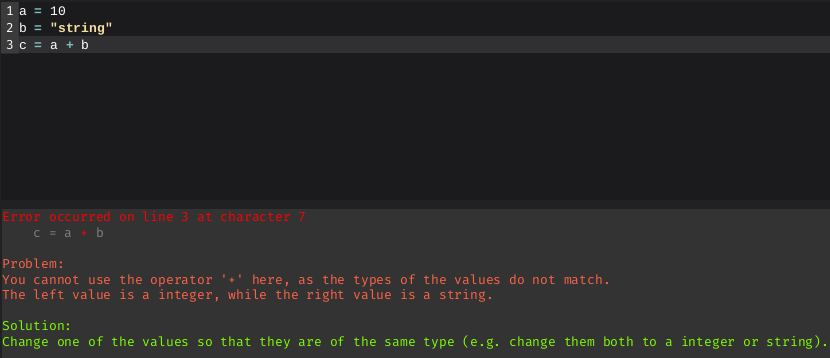 1 a = 10
2 b = "string"
3 c = a + b
Error occurred on line 3 at character 7
c = a + b
Problem:
You cannot use the operator '+' here, as the types of the values do not match.
The left value is a integer, while the right value is a string.
Solution:
Change one of the values so that they are of the same type (e.g. change them both to a integer or string).